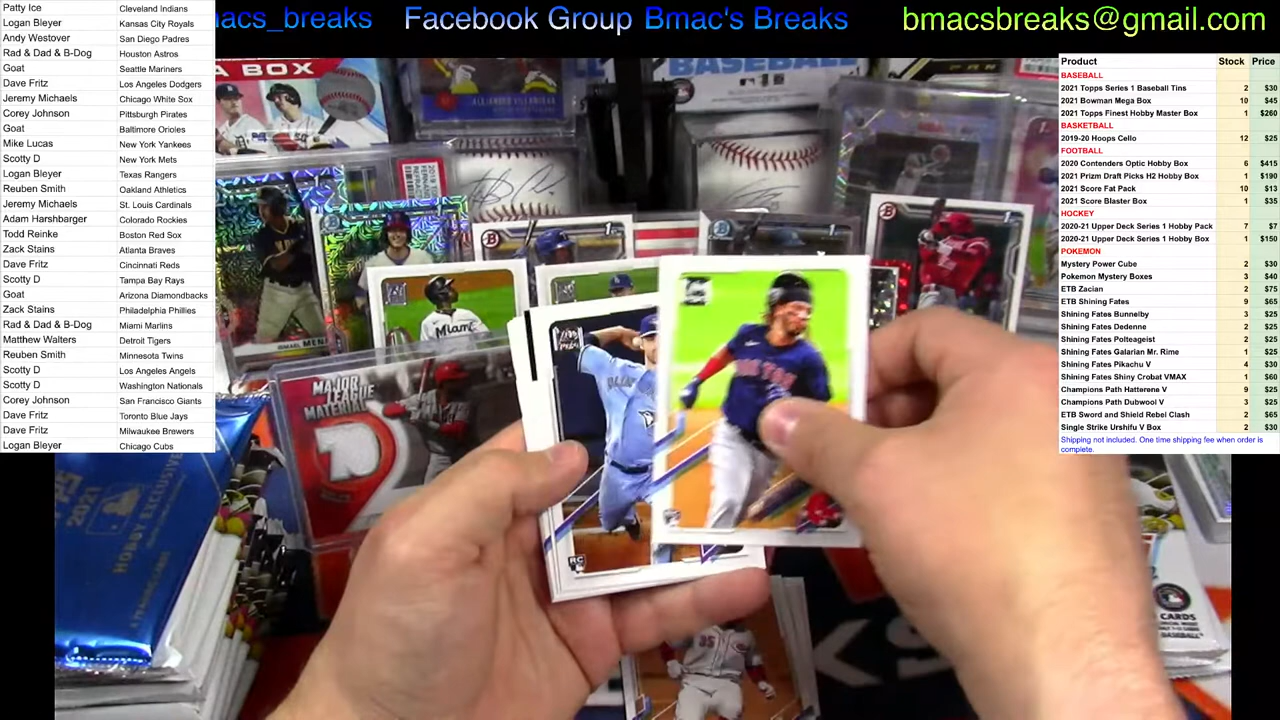 macs_breaks Facebook Group Bmac's Breaks bmacsbreaks@gmail.com
Patty Ice Cleveland Indians
Logan Bleyer Kansas City Royals
Andy Westover San Diego Padres
Rad & Dad & B-Dog Houston Astros
Goat Seattle Mariners
Dave Fritz Los Angeles Dodgers
Jeremy Michaels Chicago White Sox
Corey Johnson Pittsburgh Pirates
Goat Baltimore Orioles
Mike Lucas New York Yankees
Scotty D New York Mets
Logan Bleyer Texas Rangers
Reuben Smith Oakland Athletics
Jeremy Michaels St. Louis Cardinals
Adam Harshbarger Colorado Rockies
Todd Reinke Boston Red Sox
Zack Stains Atlanta Braves
Dave Fritz Cincinnati Reds
Scotty D Tampa Bay Rays
Goat Arizona Diamondbacks
Zack Stains Philadelphia Phillies
Rad & Dad & B-Dog Miami Marlins
Matthew Walters Detroit Tigers
Reuben Smith Minnesota Twins
Scotty D Los Angeles Angels
Scotty D Washington Nationals
Corey Johnson San Francisco Giants
Dave Fritz Toronto Blue Jays
Dave Fritz Milwaukee Brewers
Logan Bleyer Chicago Cubs
Product Stock Price
BASEBALL
2021 Topps Series 1 Baseball Tins 2 $30
2021 Bowman Mega Box 10 $45
2021 Topps Finest Hobby Master Box 1 $260
BASKETBALL
2019-20 Hoops Cello 12 $25
FOOTBALL
2020 Contenders Optic Hobby Box 6 $415
2021 Prizm Draft Picks H2 Hobby Box 1 $190
2021 Score Fat Pack 10 $13
2021 Score Blaster Box 1 $35
HOCKEY
2020-21 Upper Deck Series 1 Hobby Pack 7 $7
2020-21 Upper Deck Series 1 Hobby Box 1 $150
POKEMON
Mystery Power Cube 2 $30
Pokemon Mystery Boxes 3 $40
ETB Zacian 2 $75
ETB Shining Fates 9 $65
Shining Fates Bunnelby 3 $25
Shining Fates Dedenne 2 $25
Shining Fates Polteageist 2 $25
Shining Fates Galarian Mr. Rime 1 $25
Shining Fates Pikachu V 4 $30
Shining Fates Shiny Crobat VMAX 1 $60
Champions Path Hatterene V 9 $25
Champions Path Dubwool V 3 $25
ETB Sword and Shield Rebel Clash 2 $65
Single Strike Urshifu V Box 2 $30
Shipping not included. One time shipping fee when order is
complete.
A BOX
BASEBALL
1st
1st
1st
Miami
MAJOR
LEAGUE
MATERIAL
RC
2021
HOBBY EXCLUSIVE
35
CARDS
BASEBALL